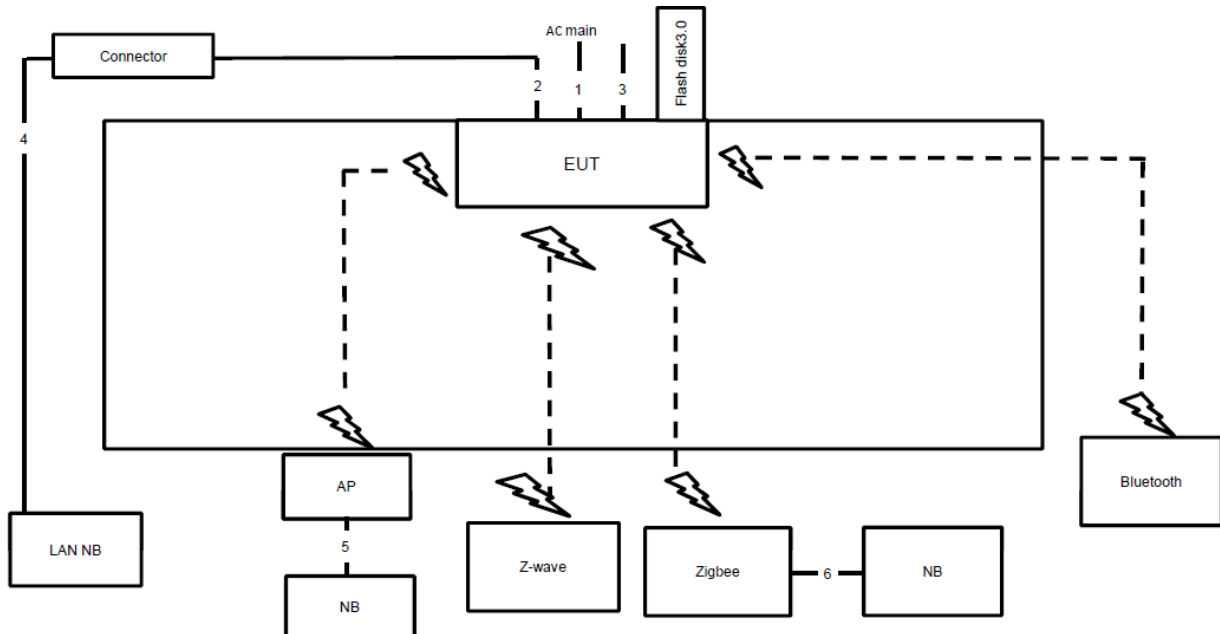 AC main
Flash disk3.0
Connector
2
1
3
4
EUT
AP
Bluetooth
LAN NB
5
Z-wave
Zigbee
6
NB
NB